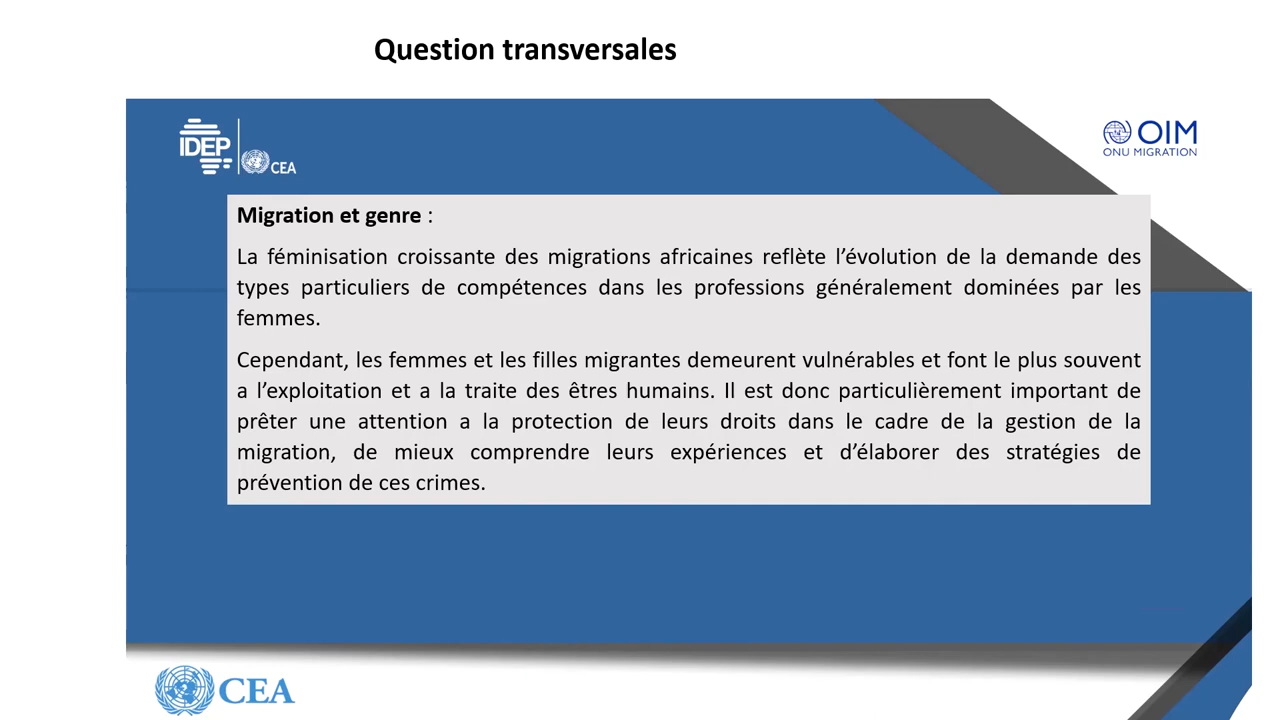 Question transversales
IDEP
CEA
OIM
ONU MIGRATION
Migration et genre :
La féminisation croissante des migrations africaines reflète l’évolution de la demande des
types particuliers de compétences dans les professions généralement dominées par les
femmes.
Cependant, les femmes et les filles migrantes demeurent vulnérables et font le plus souvent
a l’exploitation et a la traite des êtres humains. Il est donc particulièrement important de
prêter une attention a la protection de leurs droits dans le cadre de la gestion de la
migration, de mieux comprendre leurs expériences et d’élaborer des stratégies de
prévention de ces crimes.
CEA